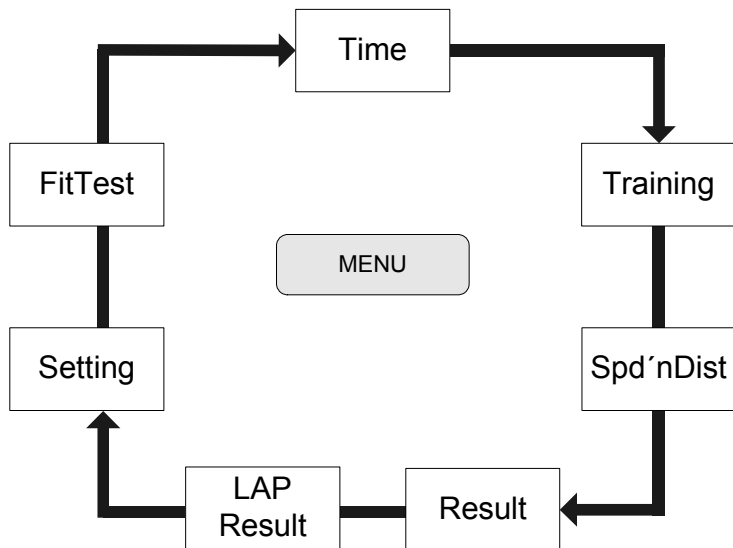 Time
FitTest
Training
MENU
Setting
Spd´nDist
LAP
Result
Result